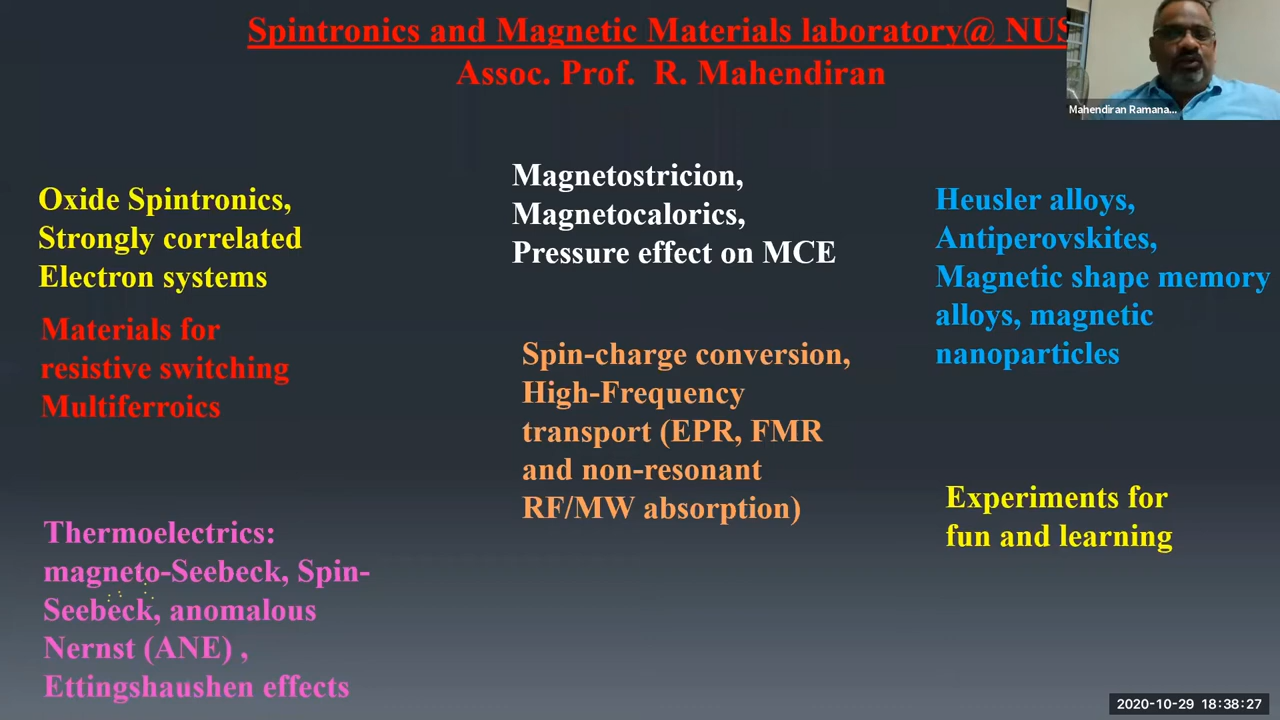 Spintronics and Magnetic Materials laboratory@ NUS
Assoc. Prof. R. Mahendiran
Mahendiran Ramana...
Oxide Spintronics,
Strongly correlated
Electron systems
Materials for
resistive switching
Multiferroics
Thermoelectrics:
magneto-Seebeck, Spin-
Seebeck, anomalous
Nernst (ANE) ,
Ettingshaushen effects
Magnetostricion,
Magnetocalorics,
Pressure effect on MCE
Spin-charge conversion,
High-Frequency
transport (EPR, FMR
and non-resonant
RF/MW absorption)
Heusler alloys,
Antiperovskites,
Magnetic shape memory
alloys, magnetic
nanoparticles
Experiments for
fun and learning
2020-10-29 18:38:27